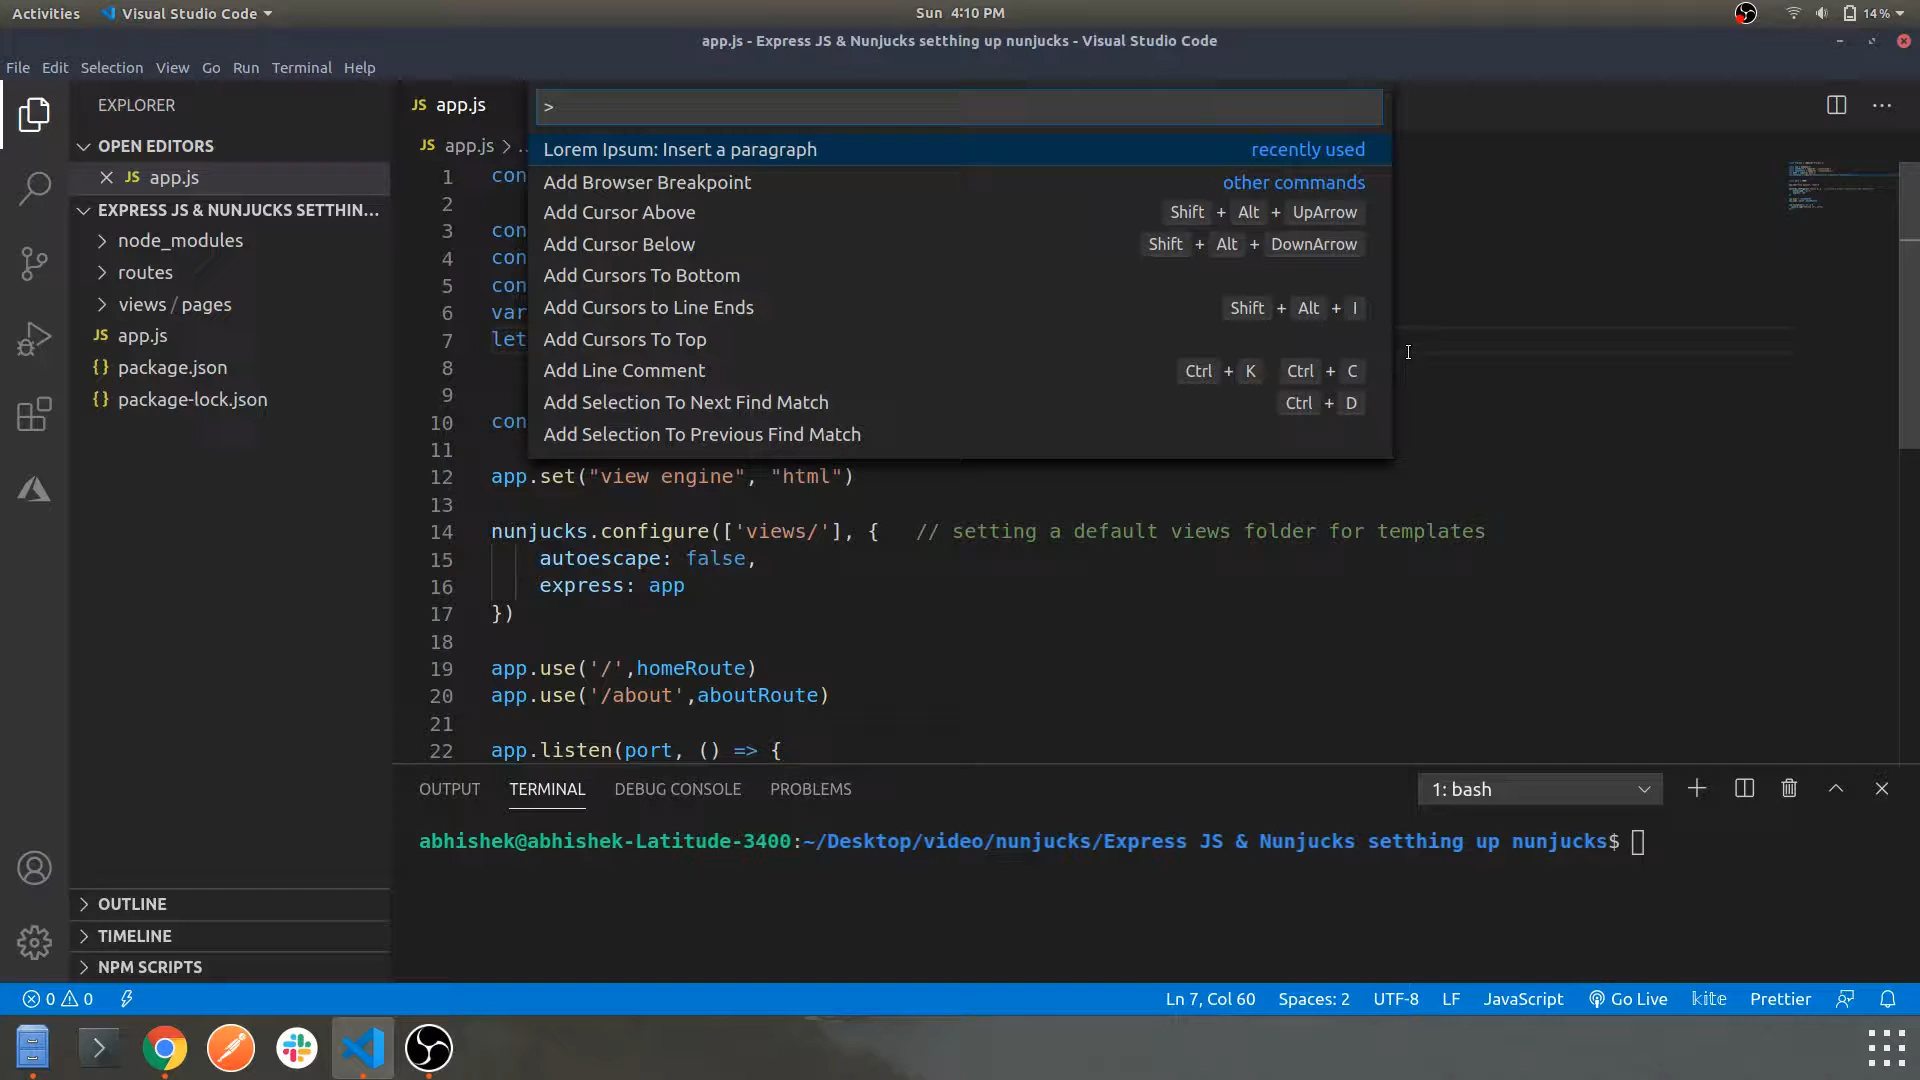 Activities Visual Studio Code Sun 4:10 PM 14%
app.js - Express JS & Nunjucks setthing up nunjucks - Visual Studio Code
File Edit Selection View Go Run Terminal Help
EXPLORER
OPEN EDITORS
JS app.js
EXPRESS JS & NUNJUCKS SETTHIN...
node_modules
routes
views / pages
JS app.js
{} package.json
{} package-lock.json
OUTLINE
TIMELINE
NPM SCRIPTS
JS app.js
JS app.js > ..
>
Lorem Ipsum: Insert a paragraph recently used
Add Browser Breakpoint other commands
Add Cursor Above Shift + Alt + UpArrow
Add Cursor Below Shift + Alt + DownArrow
Add Cursors To Bottom
Add Cursors to Line Ends Shift + Alt + I
Add Cursors To Top
Add Line Comment Ctrl + K Ctrl + C
Add Selection To Next Find Match Ctrl + D
Add Selection To Previous Find Match
1 con
2
3 con
4 con
5 con
6 var
7 let
8
9
10 con
11
12 app.set("view engine", "html")
13
14 nunjucks.configure(['views/'], { // setting a default views folder for templates
15 autoescape: false,
16 express: app
17 })
18
19 app.use('/',homeRoute)
20 app.use('/about',aboutRoute)
21
22 app.listen(port, () => {
OUTPUT TERMINAL DEBUG CONSOLE PROBLEMS 1: bash
abhishek@abhishek-Latitude-3400:~/Desktop/video/nunjucks/Express JS & Nunjucks setthing up nunjucks$
0 0 Ln 7, Col 60 Spaces: 2 UTF-8 LF JavaScript Go Live kite Prettier